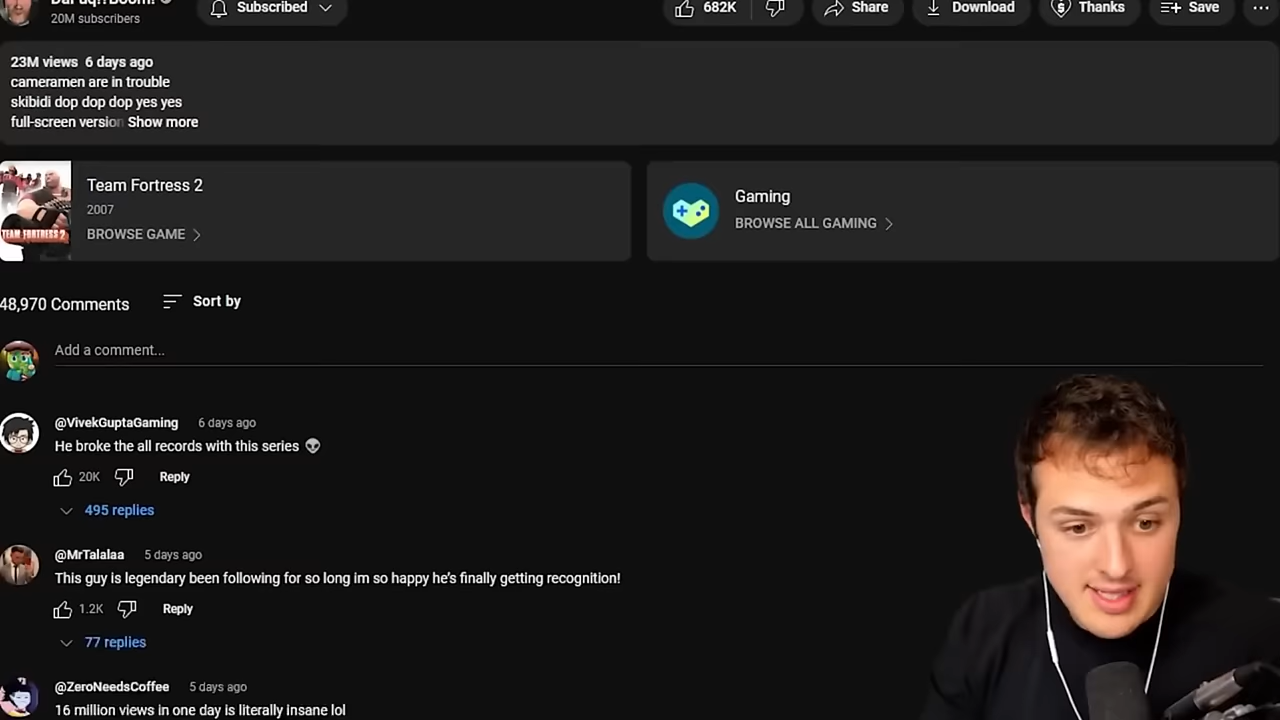 20M subscribers
Subscribed
682K
Share
Download
Thanks
Save
23M views 6 days ago
cameramen are in trouble
skibidi dop dop dop yes yes
full-screen version Show more
Team Fortress 2
2007
BROWSE GAME
TEAM FORTRESS 2
Gaming
BROWSE ALL GAMING
48,970 Comments
Sort by
Add a comment...
@VivekGuptaGaming 6 days ago
He broke the all records with this series 👽
20K
Reply
495 replies
@MrTalalaa 5 days ago
This guy is legendary been following for so long im so happy he's finally getting recognition!
1.2K
Reply
77 replies
@ZeroNeedsCoffee 5 days ago
16 million views in one day is literally insane lol